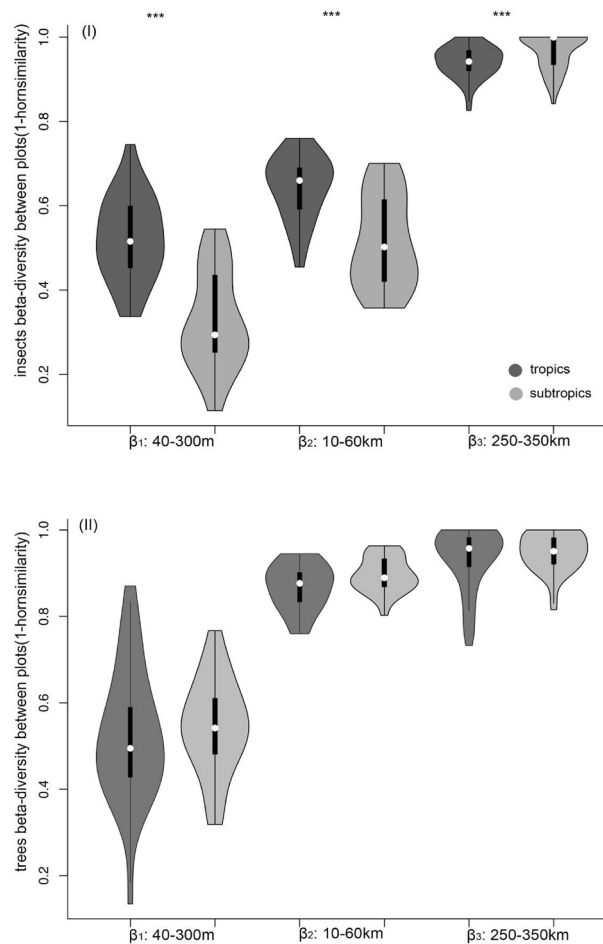 *** *** ***
(I)
insects beta-diversity between plots(1-hornsimilarity)
1.0
0.8
0.6
0.4
0.2
tropics
subtropics
β1: 40-300m β2: 10-60km β3: 250-350km
(II)
trees beta-diversity between plots(1-hornsimilarity)
1.0
0.8
0.6
0.4
0.2
β1: 40-300m β2: 10-60km β3: 250-350km